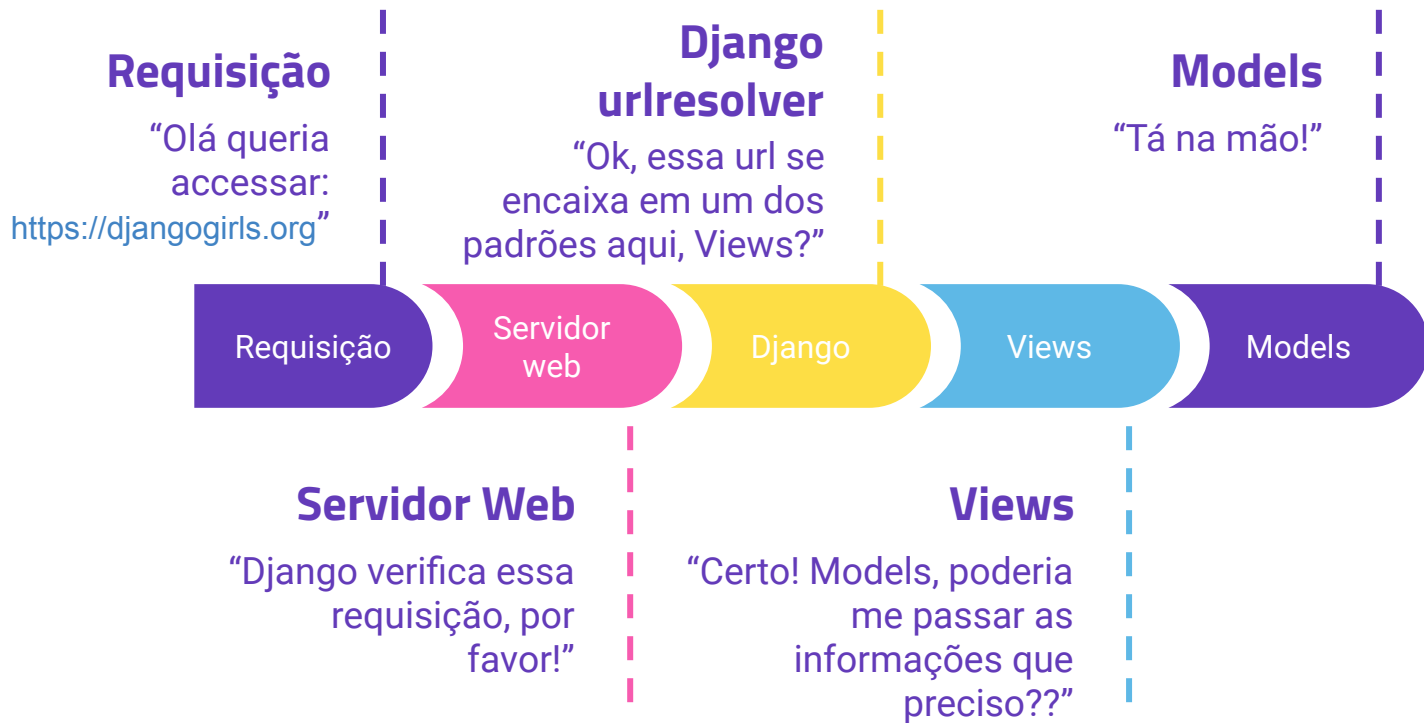 Requisição
“Olá queria
accessar:
https://djangogirls.org”
Django
urlresolver
“Ok, essa url se
encaixa em um dos
padrões aqui, Views?”
Models
“Tá na mão!”
Requisição
Servidor
web
Django
Views
Models
Servidor Web
“Django verifica essa
requisição, por
favor!”
Views
“Certo! Models, poderia
me passar as
informações que
preciso??”